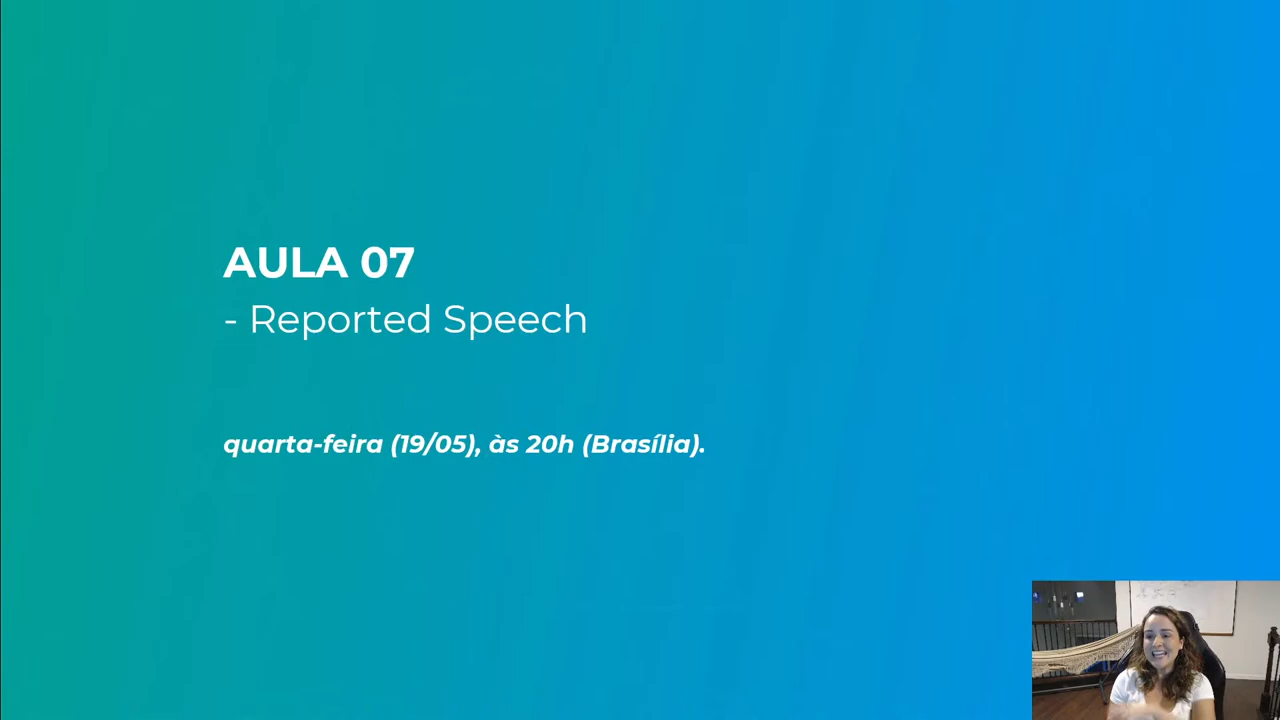 AULA 07
- Reported Speech
quarta-feira (19/05), às 20h (Brasília).